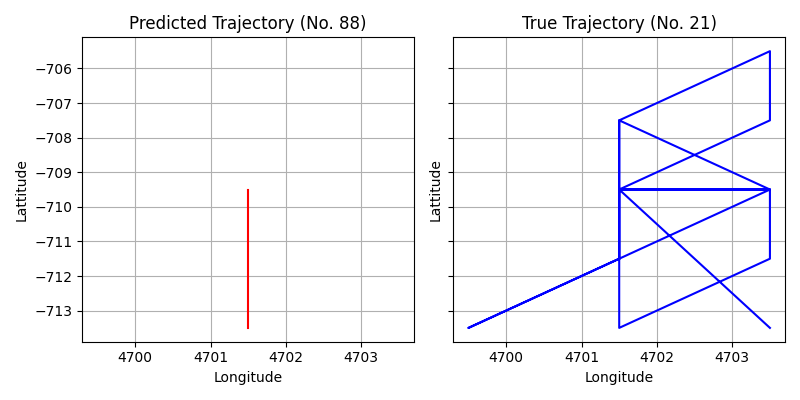 Predicted Trajectory (No. 88)
True Trajectory (No. 21)
−706
−707
−708
−709
−710
−711
−712
−713
Lattitude
Lattitude
4700
4701
4702
4703
4700
4701
4702
4703
Longitude
Longitude